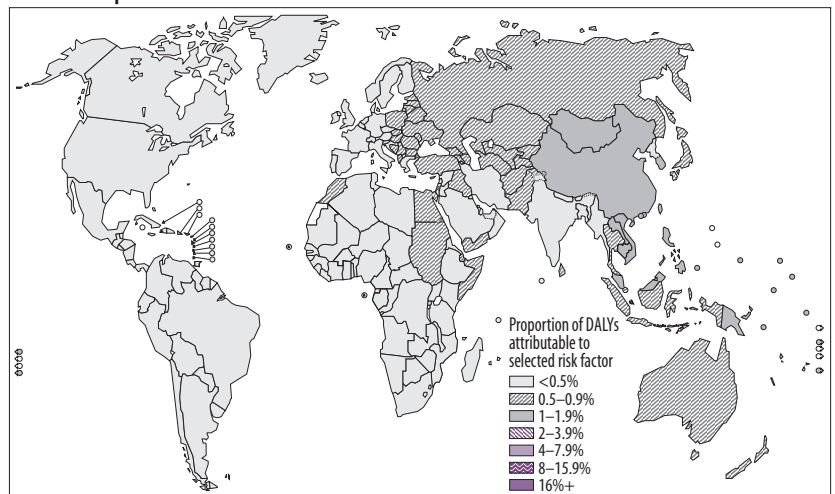 Proportion of DALYs
attributable to
selected risk factor
<0.5%
0.5–0.9%
1–1.9%
2–3.9%
4–7.9%
8–15.9%
16%+